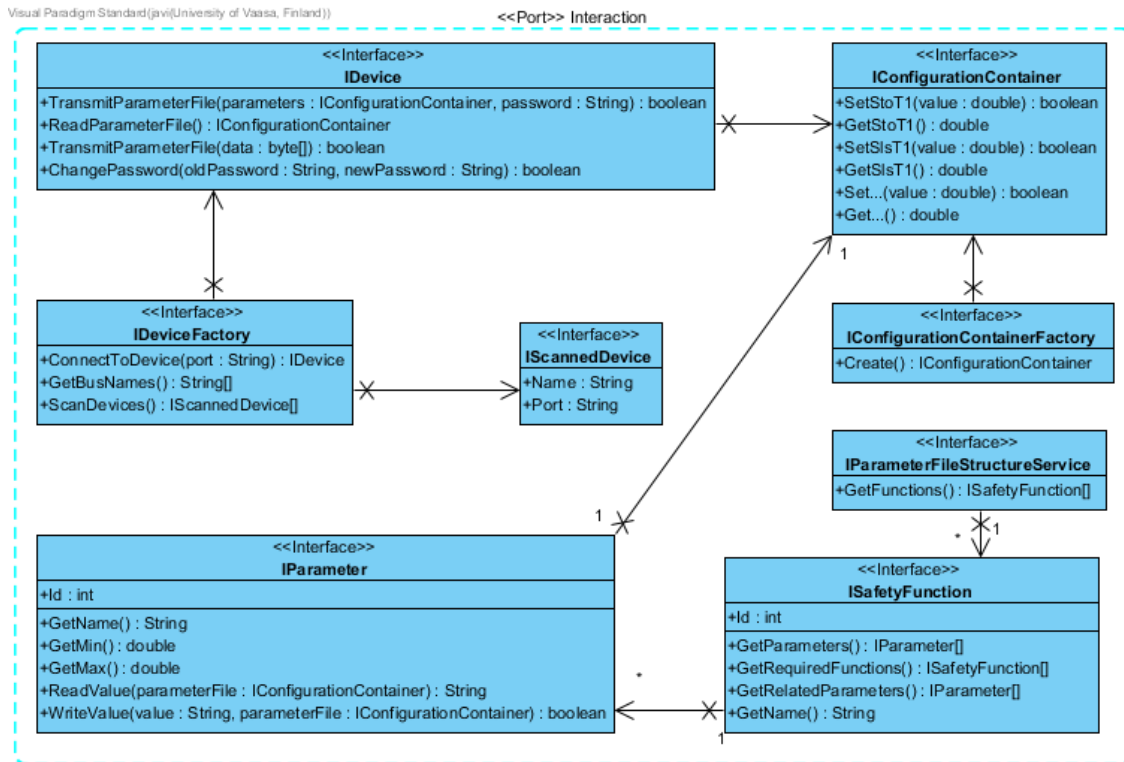 Visual Paradigm Standard(javi(University of Vaasa, Finland))
<<Port>> Interaction
<<Interface>>
IDevice
+TransmitParameterFile(parameters : IConfigurationContainer, password : String) : boolean
+ReadParameterFile() : IConfigurationContainer
+TransmitParameterFile(data : byte[]) : boolean
+ChangePassword(oldPassword : String, newPassword : String) : boolean
<<Interface>>
IConfigurationContainer
+SetStoT1(value : double) : boolean
+GetStoT1() : double
+SetSlsT1(value : double) : boolean
+GetSlsT1() : double
+Set...(value : double) : boolean
+Get...() : double
1
<<Interface>>
IDeviceFactory
+ConnectToDevice(port : String) : IDevice
+GetBusNames() : String[]
+ScanDevices() : IScannedDevice[]
<<Interface>>
IScannedDevice
+Name : String
+Port : String
<<Interface>>
IConfigurationContainerFactory
+Create() : IConfigurationContainer
<<Interface>>
IParameterFileStructureService
+GetFunctions() : ISafetyFunction[]
1
*
1
<<Interface>>
IParameter
+Id : int
+GetName() : String
+GetMin() : double
+GetMax() : double
+ReadValue(parameterFile : IConfigurationContainer) : String
+WriteValue(value : String, parameterFile : IConfigurationContainer) : boolean
*
1
<<Interface>>
ISafetyFunction
+Id : int
+GetParameters() : IParameter[]
+GetRequiredFunctions() : ISafetyFunction[]
+GetRelatedParameters() : IParameter[]
+GetName() : String